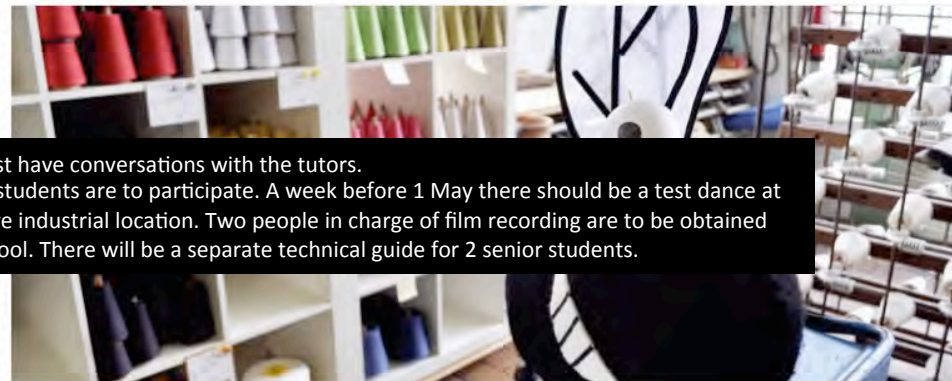 st have conversations with the tutors.
students are to participate. A week before 1 May there should be a test dance at
e industrial location. Two people in charge of film recording are to be obtained
ool. There will be a separate technical guide for 2 senior students.